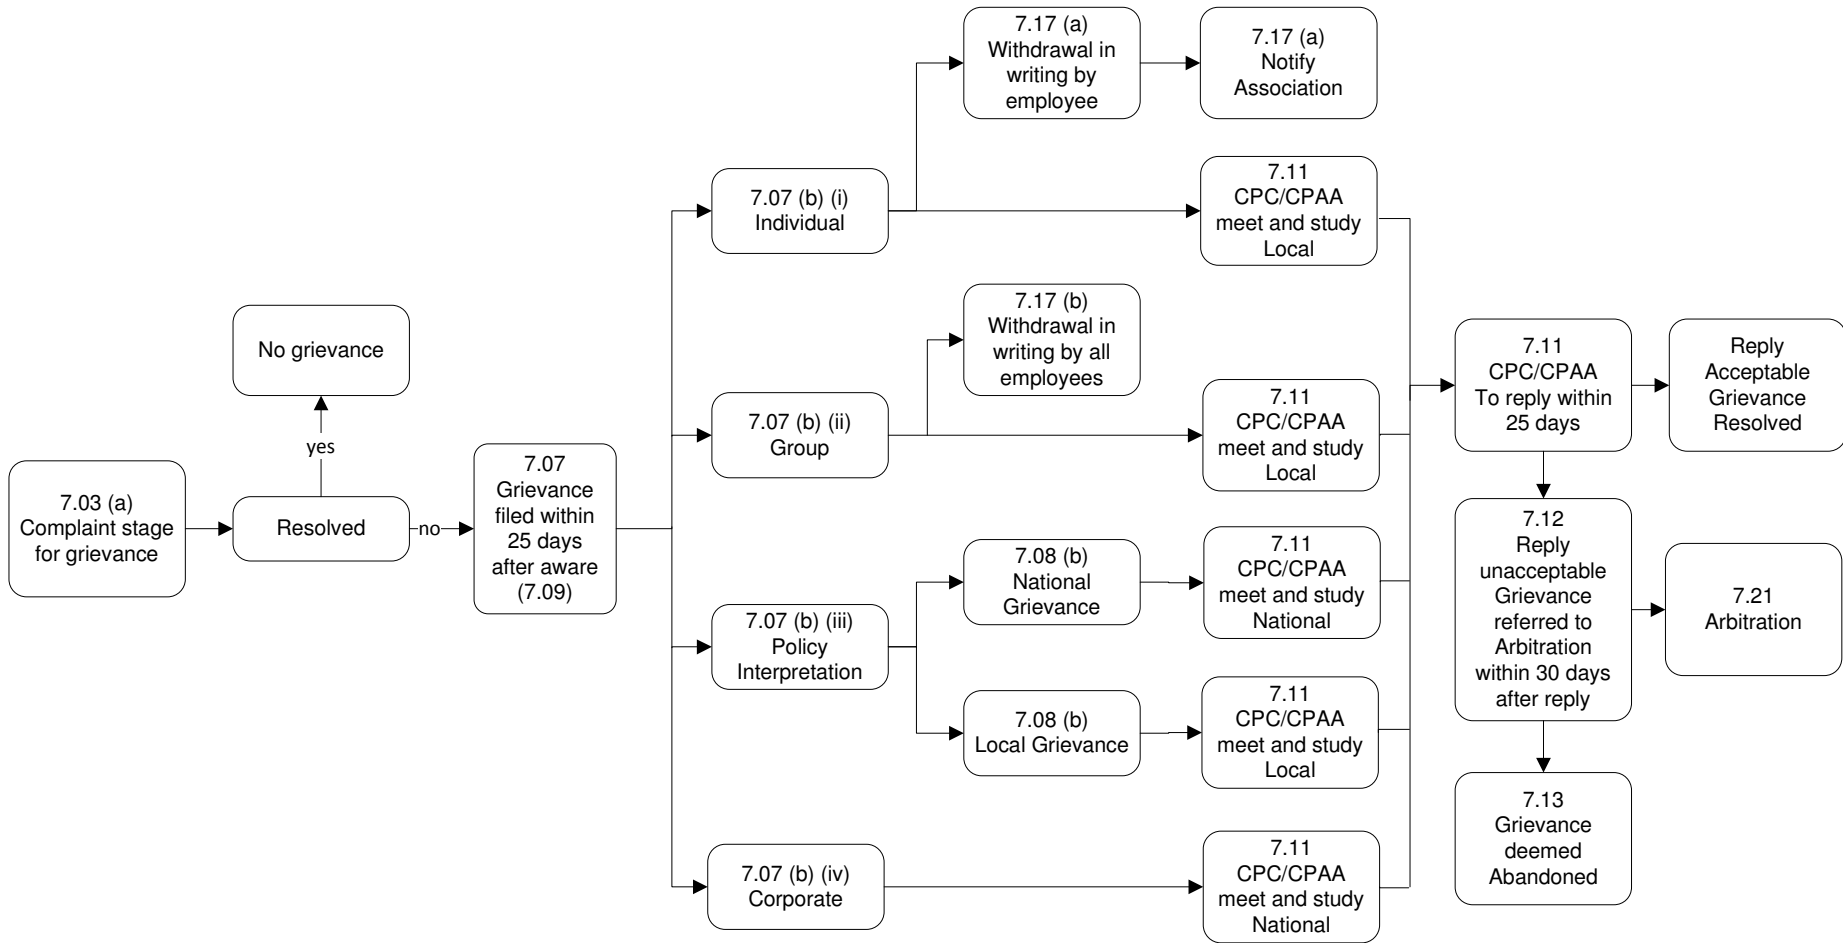 7.03 (a)
Complaint stage
for grievance
Resolved
yes
No grievance
no
7.07
Grievance
filed within
25 days
after aware
(7.09)
7.07 (b) (i)
Individual
7.17 (a)
Withdrawal in
writing by
employee
7.17 (a)
Notify
Association
7.11
CPC/CPAA
meet and study
Local
7.07 (b) (ii)
Group
7.17 (b)
Withdrawal in
writing by all
employees
7.11
CPC/CPAA
meet and study
Local
7.07 (b) (iii)
Policy
Interpretation
7.08 (b)
National
Grievance
7.11
CPC/CPAA
meet and study
National
7.08 (b)
Local Grievance
7.11
CPC/CPAA
meet and study
Local
7.07 (b) (iv)
Corporate
7.11
CPC/CPAA
meet and study
National
7.11
CPC/CPAA
To reply within
25 days
Reply
Acceptable
Grievance
Resolved
7.12
Reply
unacceptable
Grievance
referred to
Arbitration
within 30 days
after reply
7.21
Arbitration
7.13
Grievance
deemed
Abandoned